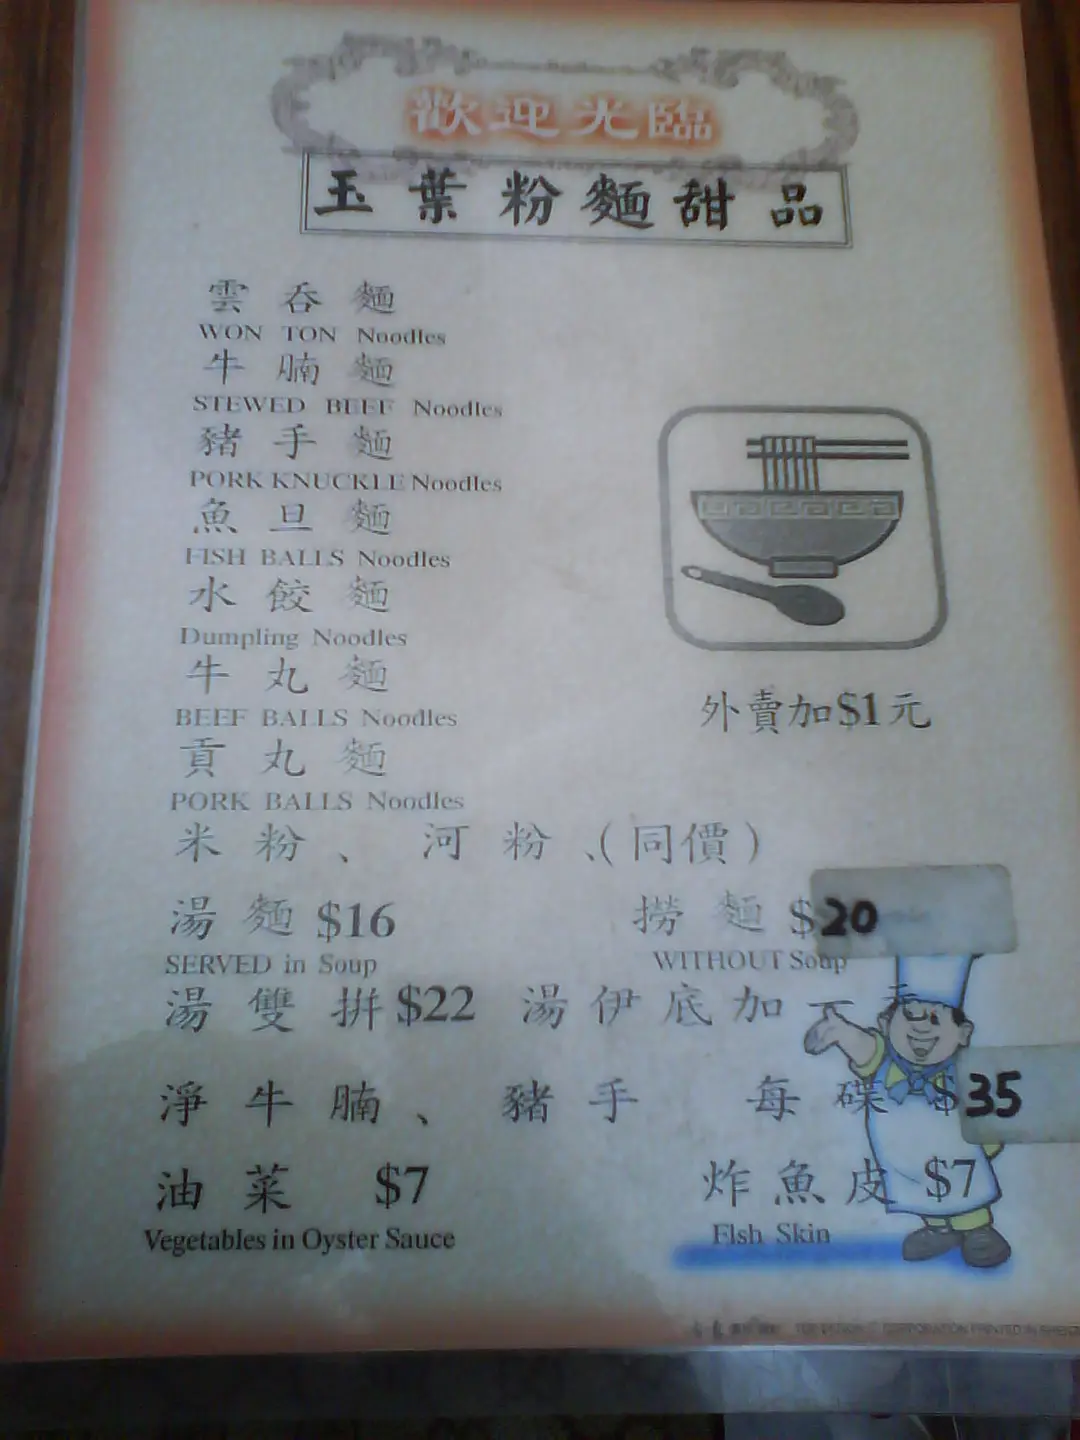 歡迎光臨
玉葉粉麵甜品
雲吞麵
WON TON Noodles
牛腩麵
STEWED BEEF Noodles
豬手麵
PORK KNUCKLE Noodles
魚旦麵
FISH BALLS Noodles
水餃麵
Dumpling Noodles
牛丸麵
BEEF BALLS Noodles
貢丸麵
PORK BALLS Noodles
外賣加$1元
米粉、河粉、(同價)
湯麵 $16 撈麵 $20
SERVED in Soup WITHOUT Soup
湯雙拼$22 湯伊底加一元
淨牛腩、豬手 每碟 $35
油菜 $7 炸魚皮 $7
Vegetables in Oyster Sauce Fish Skin
CORPORATION PRINTED IN